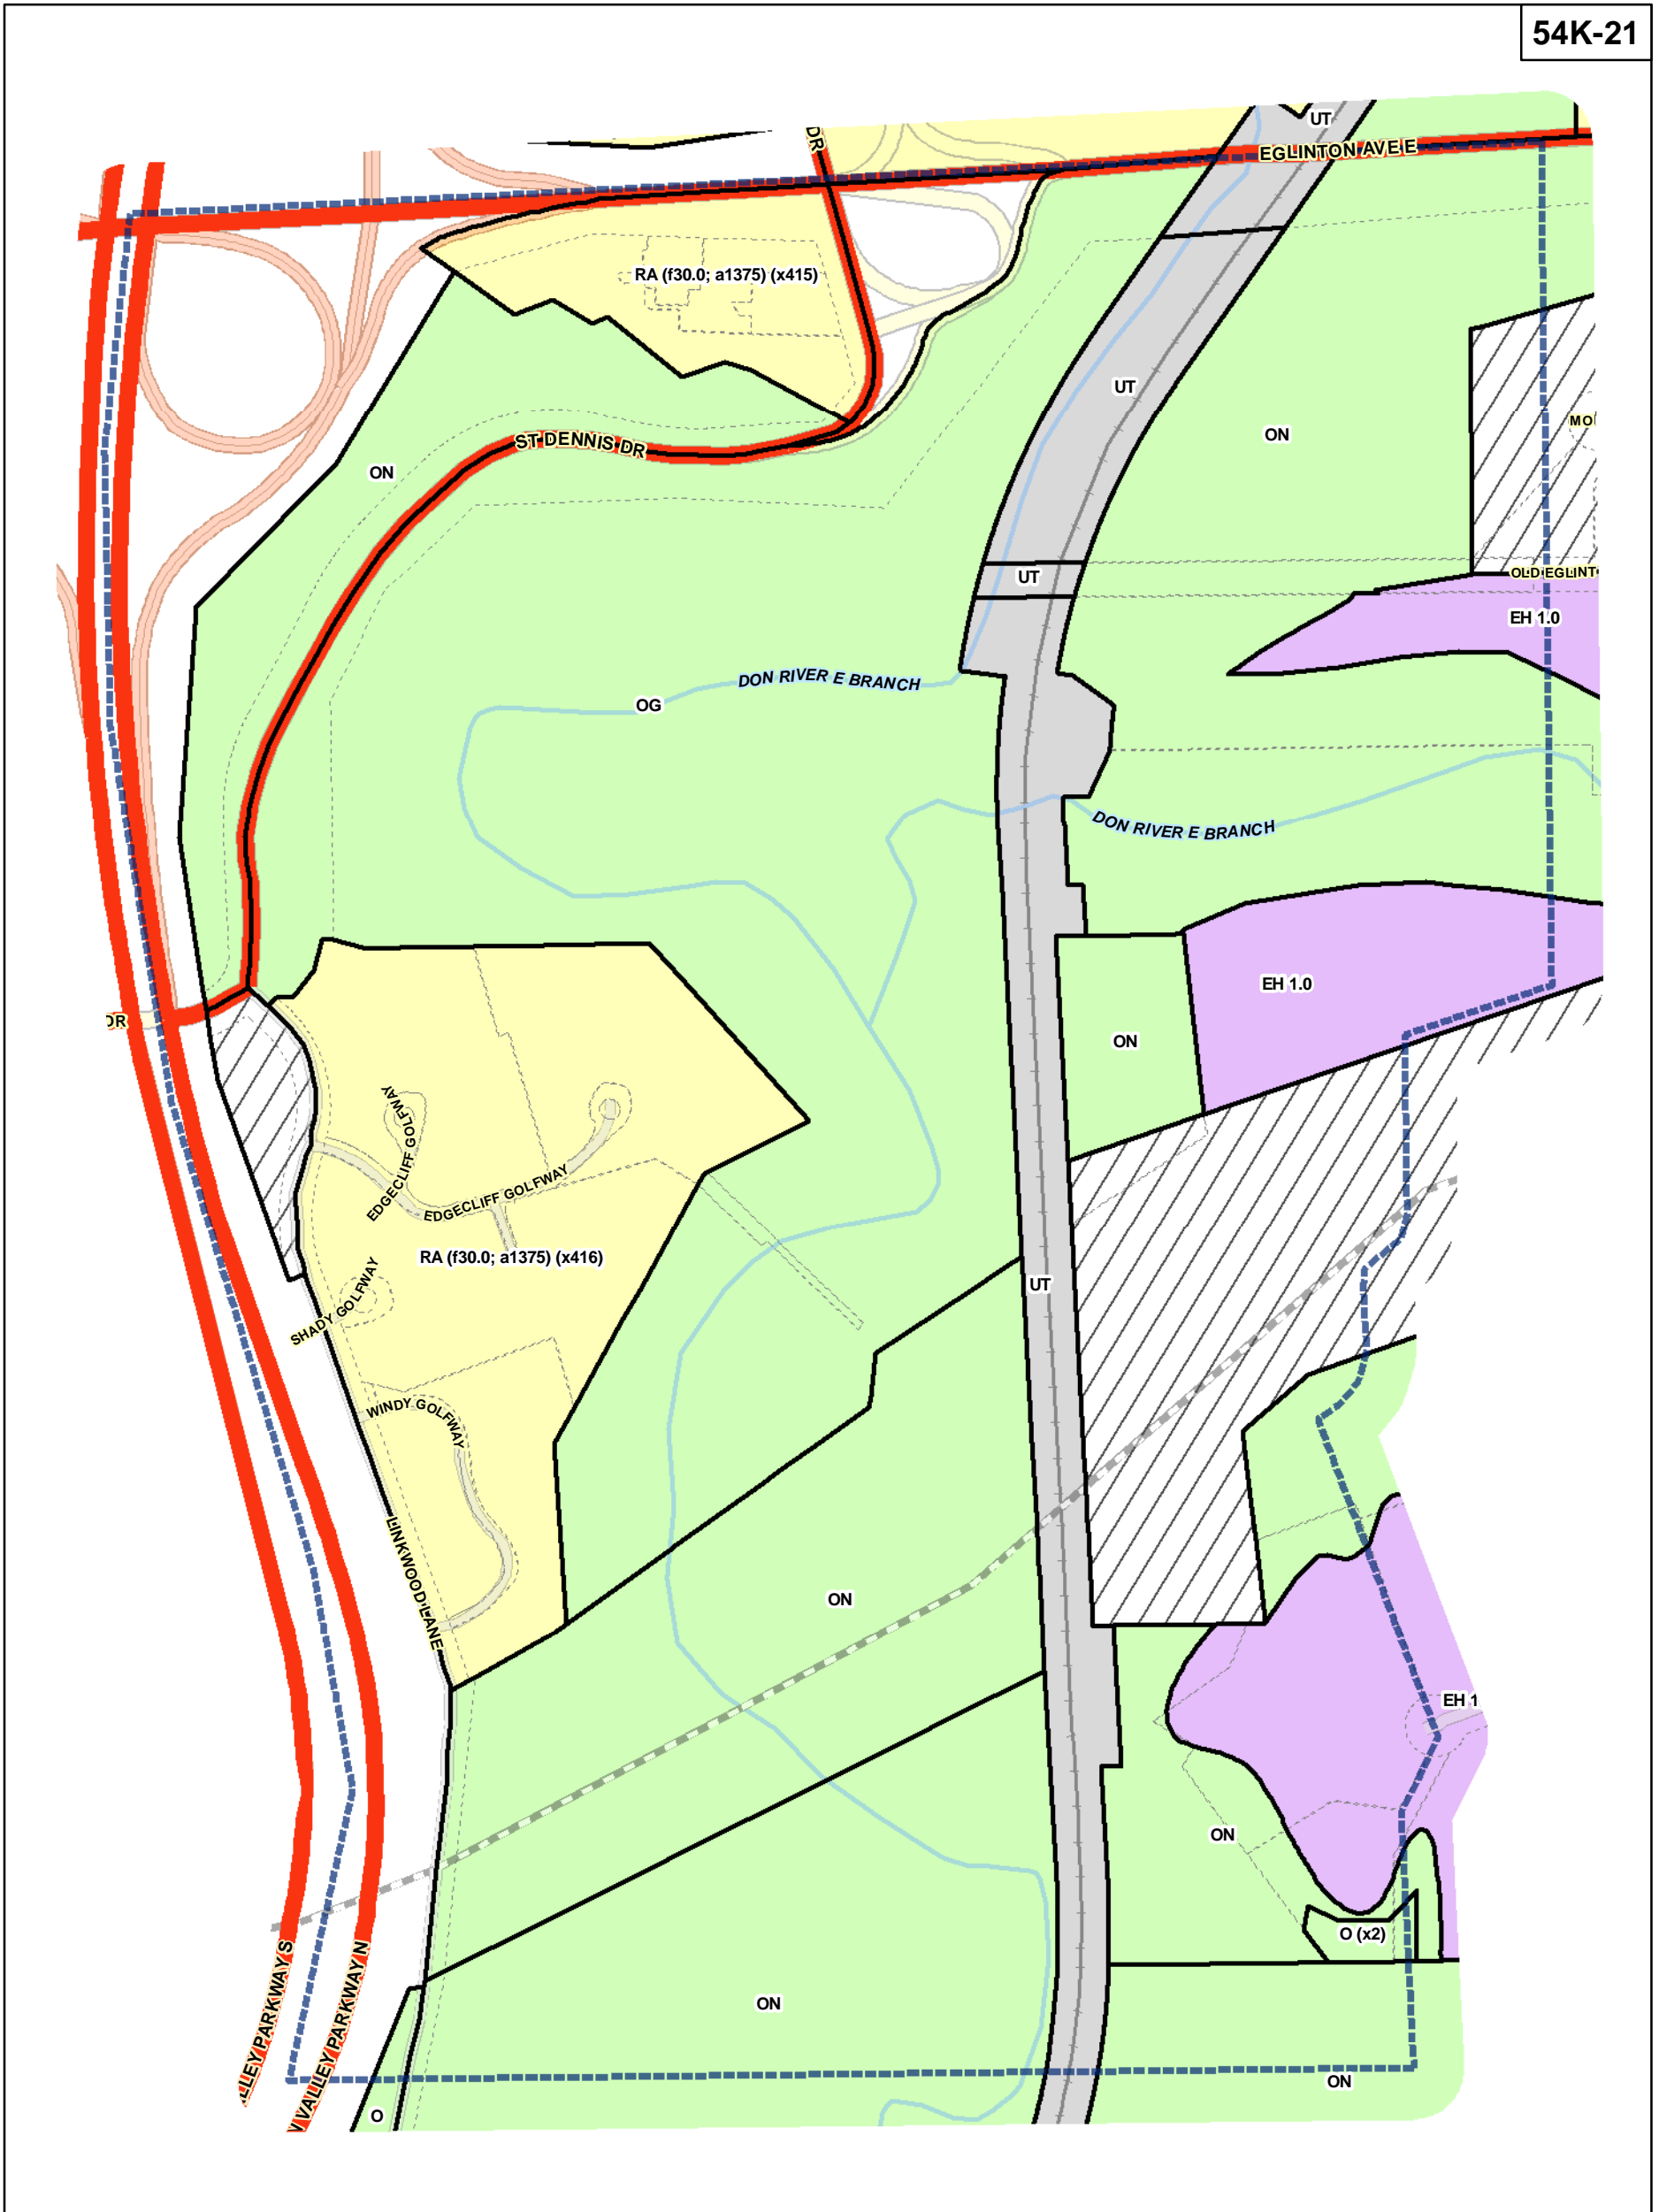 54K-21
UT
EGLINTON AVE E
DR
RA (f30.0; a1375) (x415)
UT
MO
ON
ST DENNIS DR
ON
OLD EGLINT
UT
EH 1.0
DON RIVER E BRANCH
OG
DON RIVER E BRANCH
EH 1.0
DR
ON
EDGECLIFF GOLFWAY
EDGECLIFF GOLFWAY
RA (f30.0; a1375) (x416)
UT
SHADY GOLFWAY
WINDY GOLFWAY
LINKWOOD LANE
ON
EH 1
ON
O (x2)
LLEY PARKWAY S
VALLEY PARKWAY N
ON
ON
O